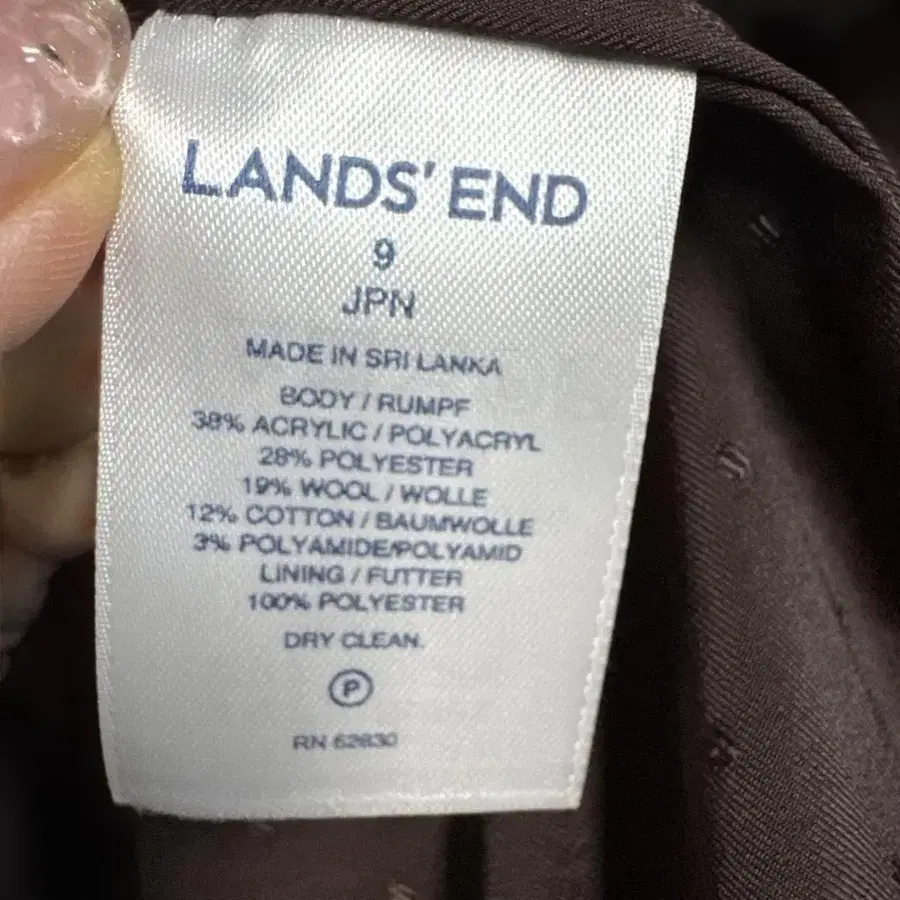 LANDS' END
9
JPN
MADE IN SRI LANKA
BODY / RUMPF
38% ACRYLIC / POLYACRYL
28% POLYESTER
19% WOOL / WOLLE
12% COTTON / BAUMWOLLE
3% POLYAMIDE/POLYAMID
LINING / FUTTER
100% POLYESTER
DRY CLEAN.
P
RN 62830